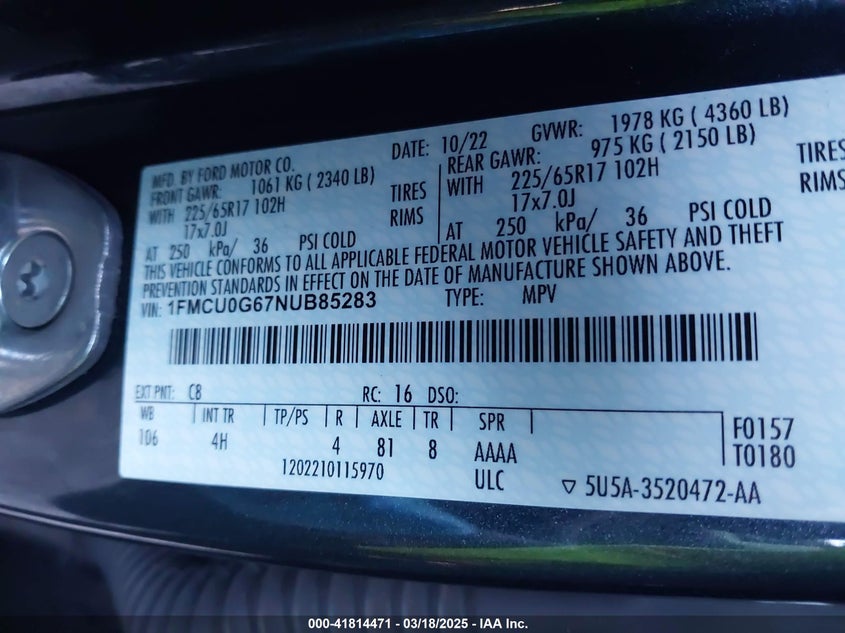 MFD. BY FORD MOTOR CO. DATE: 10/22 GVWR: 1978 KG ( 4360 LB)
FRONT GAWR: 1061 KG ( 2340 LB) REAR GAWR: 975 KG ( 2150 LB)
WITH 225/65R17 102H TIRES WITH 225/65R17 102H TIRES
17x7.0J RIMS 17x7.0J RIMS
AT 250 kPa/ 36 PSI COLD AT 250 kPa/ 36 PSI COLD
THIS VEHICLE CONFORMS TO ALL APPLICABLE FEDERAL MOTOR VEHICLE SAFETY AND THEFT
PREVENTION STANDARDS IN EFFECT ON THE DATE OF MANUFACTURE SHOWN ABOVE.
VIN: 1FMCU0G67NUB85283 TYPE: MPV
EXT PNT: C8 RC: 16 DSO:
WB INT TR TP/PS R AXLE TR SPR F0157
106 4H 4 81 8 AAAA T0180
1202210115970 ULC ▽ 5U5A-3520472-AA
000-41814471 — 03/18/2025 — IAA Inc.